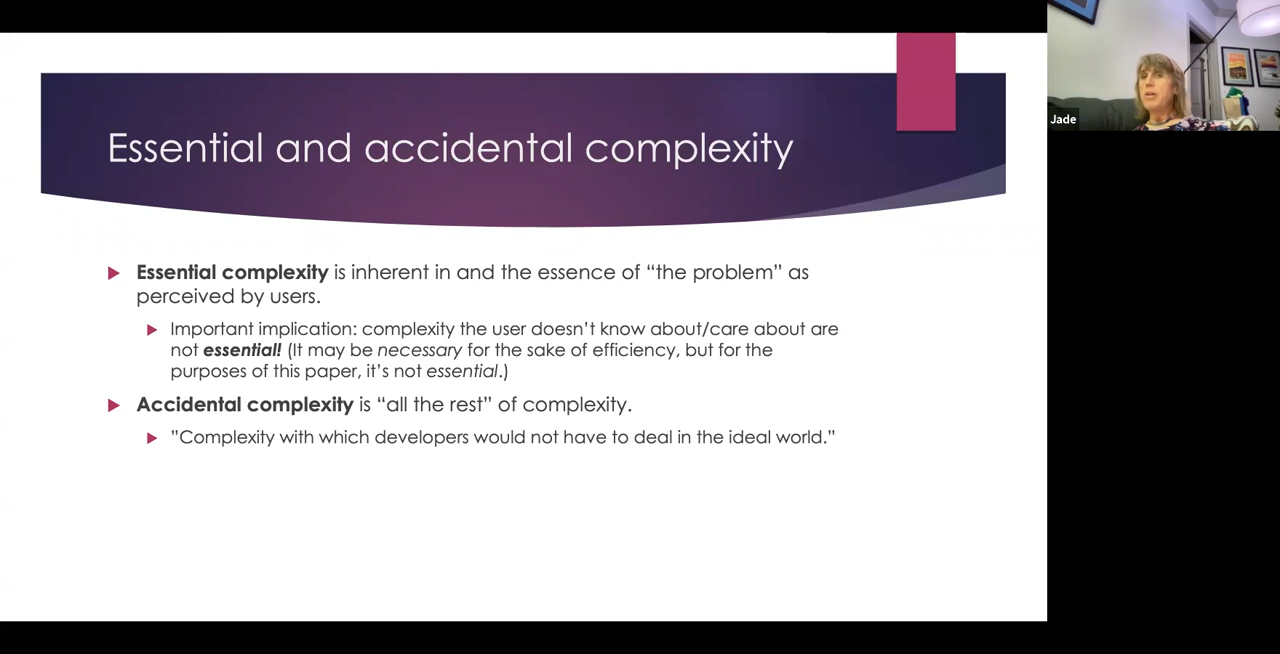 Essential and accidental complexity
Essential complexity is inherent in and the essence of “the problem” as
perceived by users.
Important implication: complexity the user doesn’t know about/care about are
not essential! (It may be necessary for the sake of efficiency, but for the
purposes of this paper, it’s not essential.)
Accidental complexity is “all the rest” of complexity.
”Complexity with which developers would not have to deal in the ideal world.”
Jade